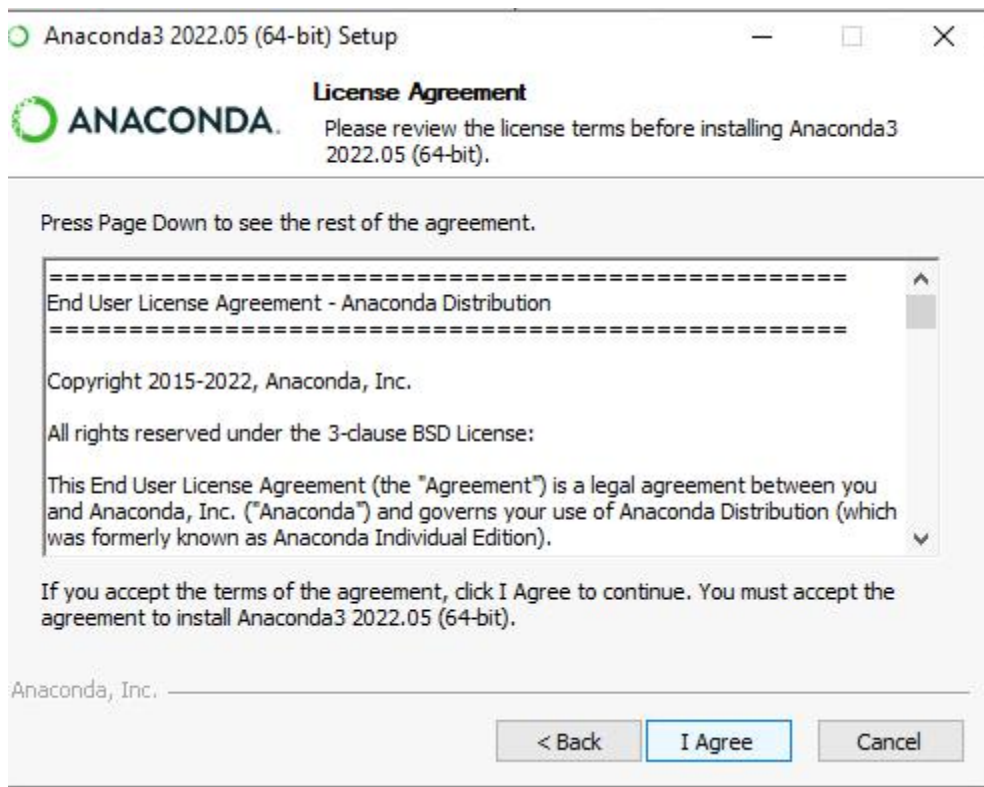 Anaconda3 2022.05 (64-bit) Setup
ANACONDA.
License Agreement
Please review the license terms before installing Anaconda3
2022.05 (64-bit).
Press Page Down to see the rest of the agreement.
==================================================
End User License Agreement - Anaconda Distribution
==================================================
Copyright 2015-2022, Anaconda, Inc.
All rights reserved under the 3-clause BSD License:
This End User License Agreement (the "Agreement") is a legal agreement between you
and Anaconda, Inc. ("Anaconda") and governs your use of Anaconda Distribution (which
was formerly known as Anaconda Individual Edition).
If you accept the terms of the agreement, click I Agree to continue. You must accept the
agreement to install Anaconda3 2022.05 (64-bit).
Anaconda, Inc.
< Back
I Agree
Cancel